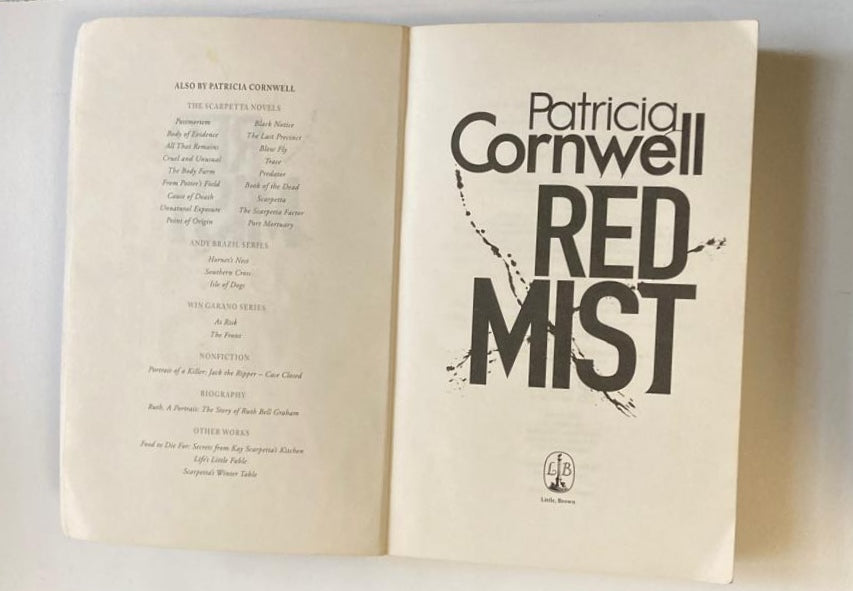 ALSO BY PATRICIA CORNWELL
THE SCARPETTA NOVELS
Postmortem
Body of Evidence
All That Remains
Cruel and Unusual
The Body Farm
From Potter's Field
Cause of Death
Unnatural Exposure
Point of Origin
Black Notice
The Last Precinct
Blow Fly
Trace
Predator
Book of the Dead
Scarpetta
The Scarpetta Factor
Port Mortuary
ANDY BRAZIL SERIES
Hornet's Nest
Southern Cross
Isle of Dogs
WIN GARANO SERIES
At Risk
The Front
NONFICTION
Portrait of a Killer: Jack the Ripper – Case Closed
BIOGRAPHY
Ruth, A Portrait: The Story of Ruth Bell Graham
OTHER WORKS
Food to Die For: Secrets from Kay Scarpetta's Kitchen
Life's Little Fable
Scarpetta's Winter Table
Patricia
Cornwell
RED
MIST
L B
Little, Brown